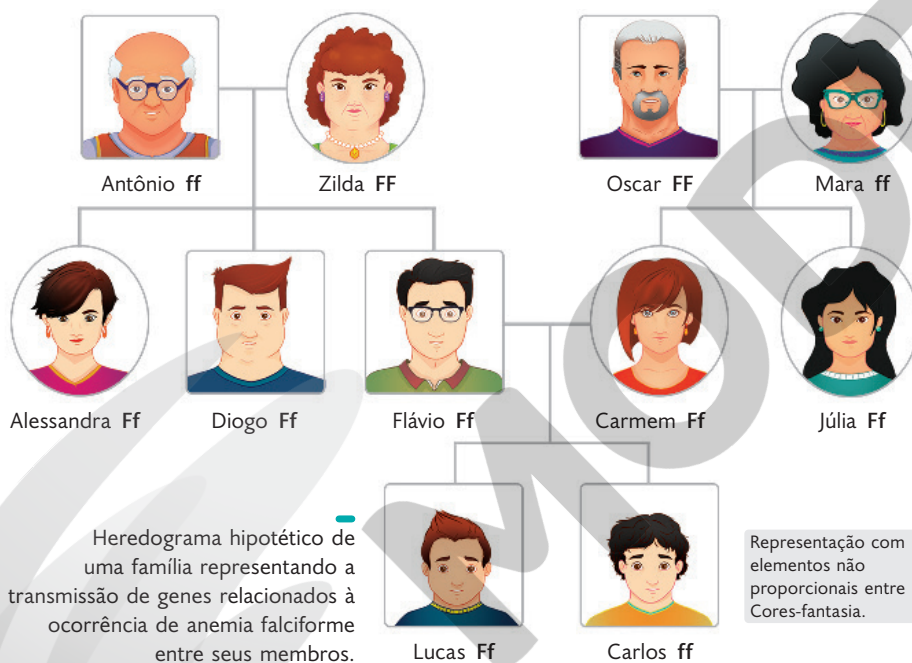 Antônio ff
Zilda FF
Oscar FF
Mara ff
Alessandra Ff
Diogo Ff
Flávio Ff
Carmem Ff
Júlia Ff
Heredograma hipotético de
uma família representando a
transmissão de genes relacionados à
ocorrência de anemia falciforme
entre seus membros.
Lucas Ff
Carlos ff
Representação com
elementos não
proporcionais entre
Cores-fantasia.
MOD